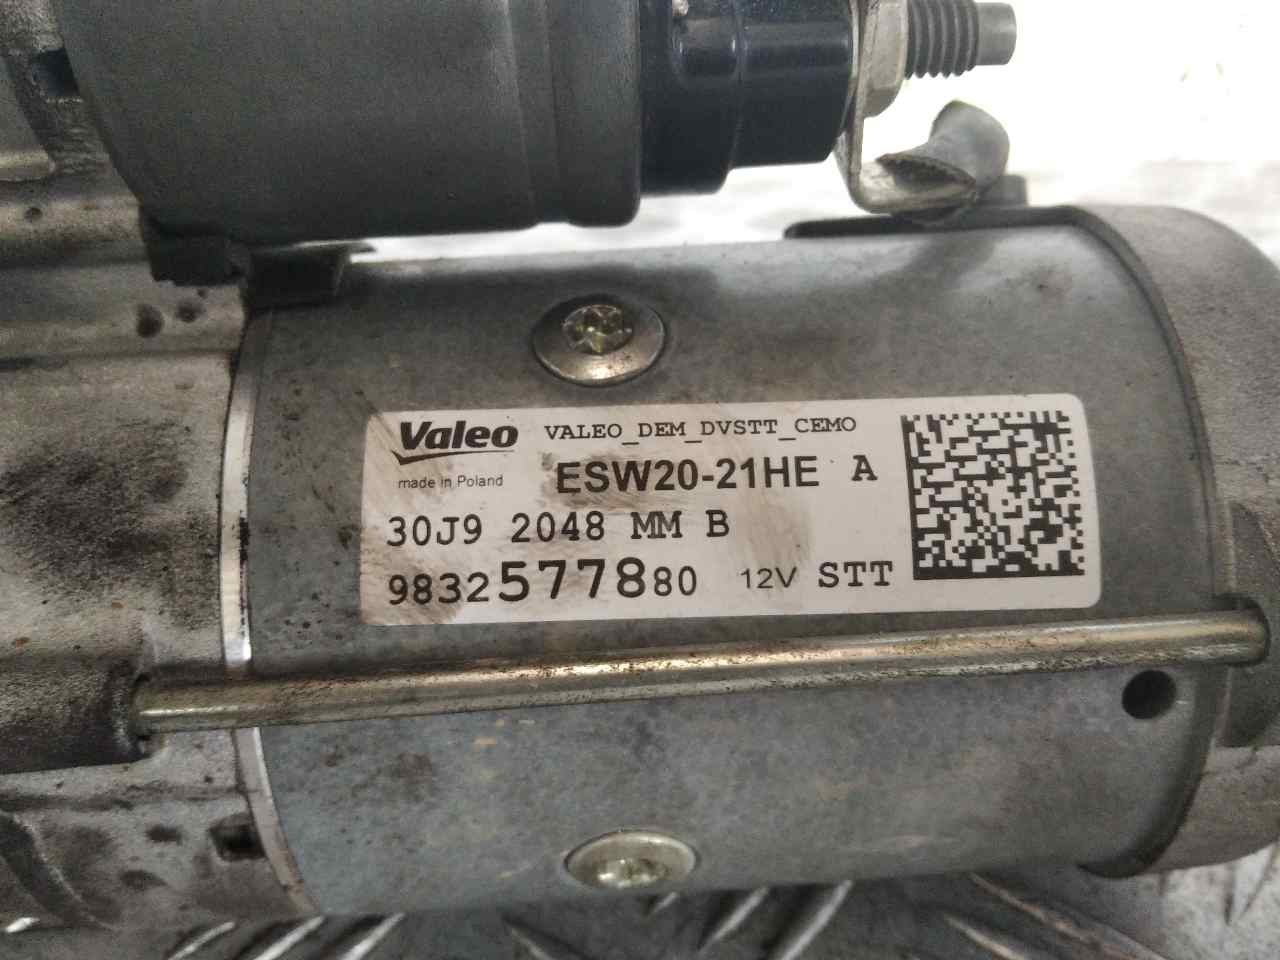 Valeo VALEO_DEM_DVSTT_CEMO
made in Poland ESW20-21HE A
30J9 2048 MM B
9832577880 12V STT